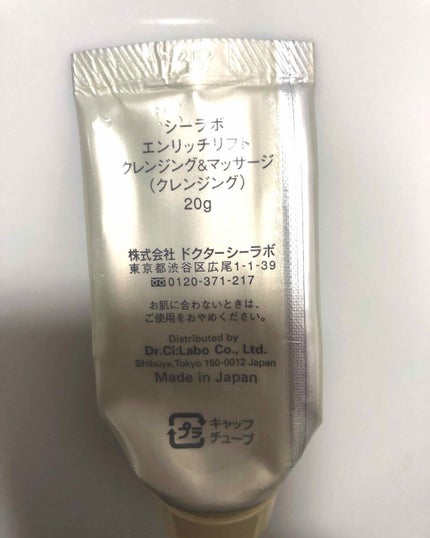 シーラボ
エンリッチリフト
クレンジング&マッサージ
（クレンジング）
20g
株式会社 ドクターシーラボ
東京都渋谷区広尾1-1-39
0120-371-217
お肌に合わないときは、
ご使用をおやめください。
Distributed by
Dr.Ci:Labo Co., Ltd.
Shibuya,Tokyo 150-0012 Japan
Made in Japan
プラ
キャップ
チューブ